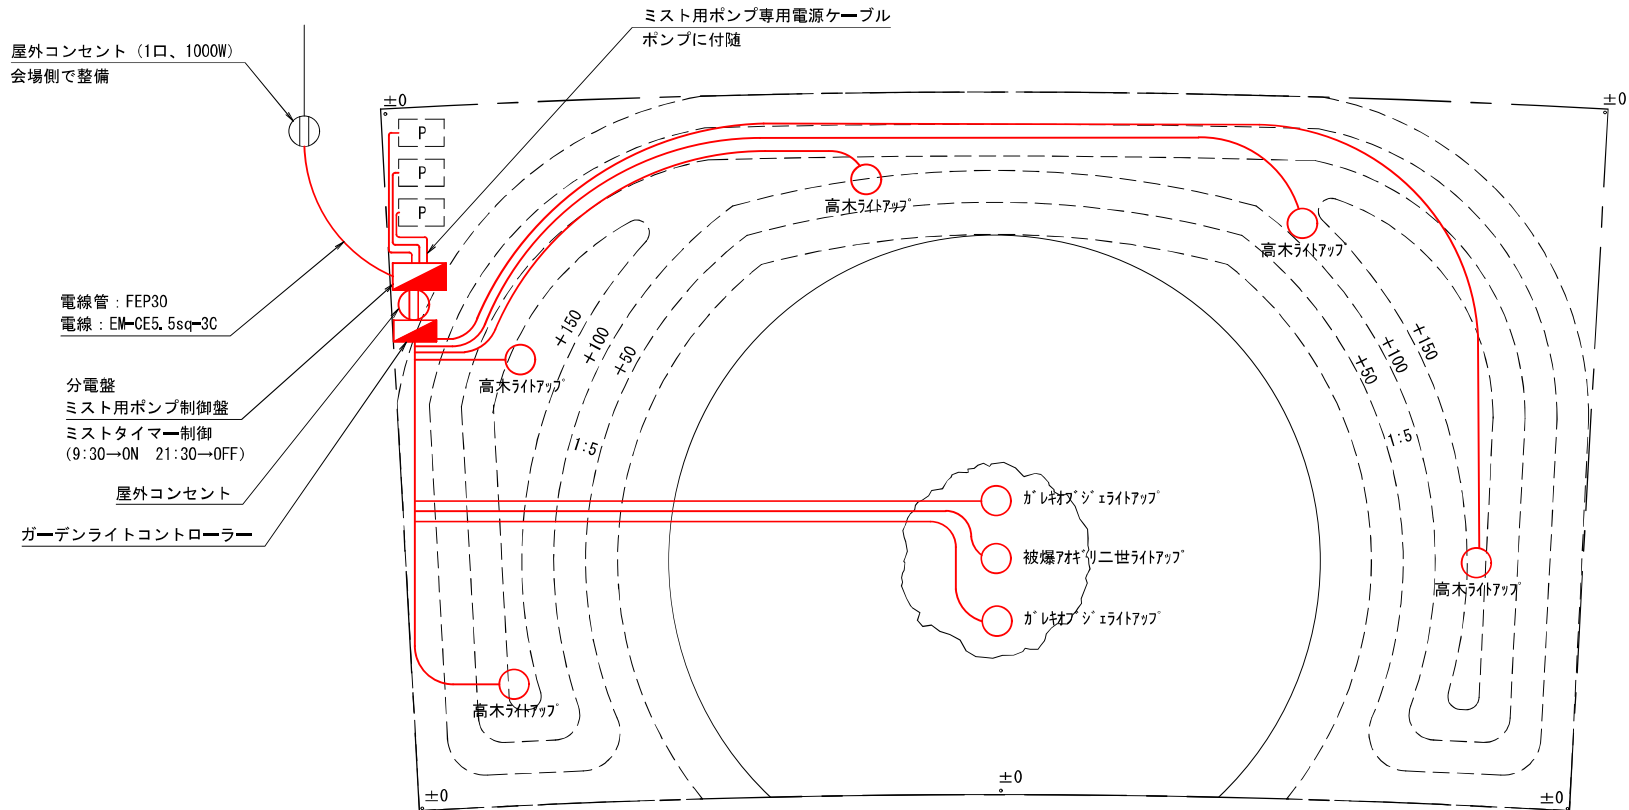 ミスト用ポンプ専用電源ケーブル
ポンプに付随
屋外コンセント（1口、1000W）
会場側で整備
±0
±0
P
P
P
高木ﾗｲﾄｱｯﾌﾟ
高木ﾗｲﾄｱｯﾌﾟ
電線管：FEP30
電線：EM-CE5.5sq-3C
+150
+100
+50
+150
+100
+50
高木ﾗｲﾄｱｯﾌﾟ
分電盤
ミスト用ポンプ制御盤
ミストタイマー制御
(9:30→ON 21:30→OFF)
1:5
1:5
屋外コンセント
ガーデンライトコントローラー
ｶﾞﾚｷｵﾌﾞｼﾞｪﾗｲﾄｱｯﾌﾟ
被爆ｱｵｷﾞﾘ二世ﾗｲﾄｱｯﾌﾟ
高木ﾗｲﾄｱｯﾌﾟ
ｶﾞﾚｷｵﾌﾞｼﾞｪﾗｲﾄｱｯﾌﾟ
高木ﾗｲﾄｱｯﾌﾟ
±0
±0
±0